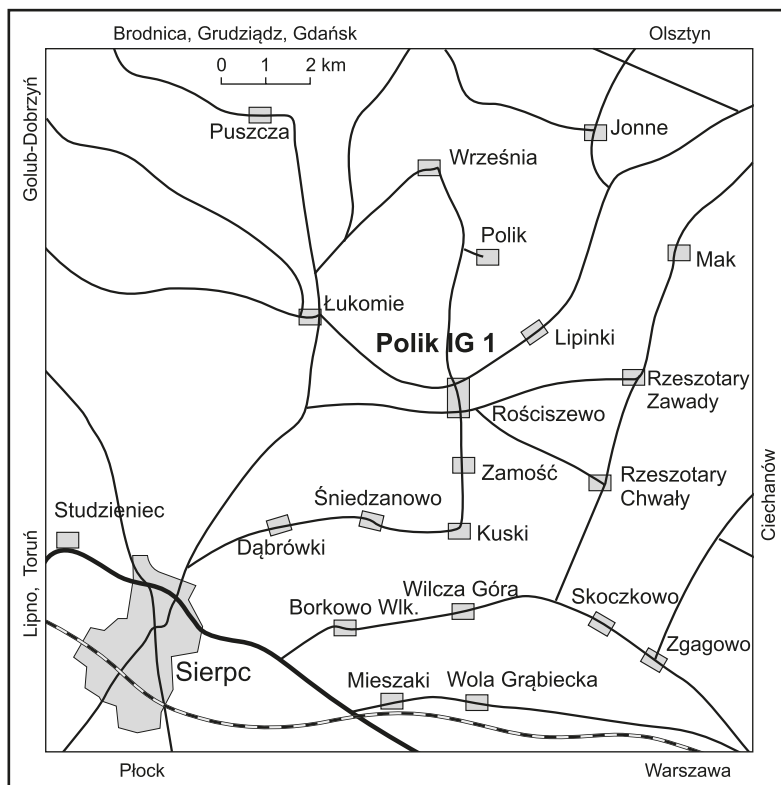 Brodnica, Grudziądz, Gdańsk
Olsztyn
0 1 2 km
Golub-Dobrzyń
Puszcza
Jonne
Września
Polik
Mak
Łukomie
Polik IG 1
Lipinki
Rzeszotary
Zawady
Rościszewo
Zamość
Rzeszotary
Chwały
Ciechanów
Studzieniec
Śniedzanowo
Dąbrówki
Kuski
Lipno, Toruń
Wilcza Góra
Skoczkowo
Borkowo Wlk.
Zgagowo
Sierpc
Mieszaki
Wola Grąbiecka
Płock
Warszawa